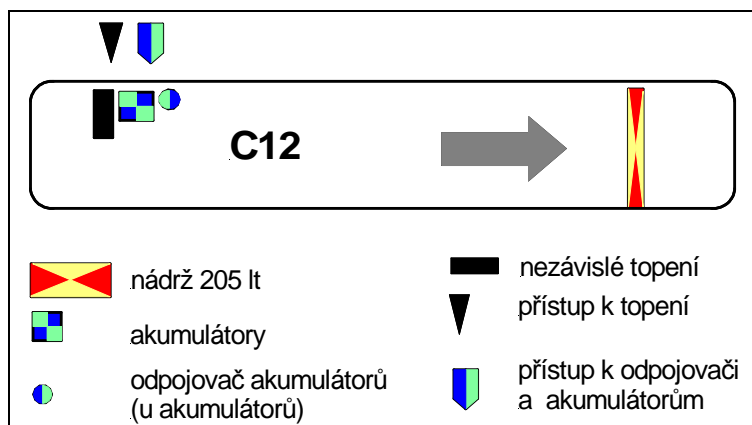 C12
nádrž 205 lt
akumulátory
odpojovač akumulátorů
(u akumulátorů)
nezávislé topení
přístup k topení
přístup k odpojovači
a akumulátorům